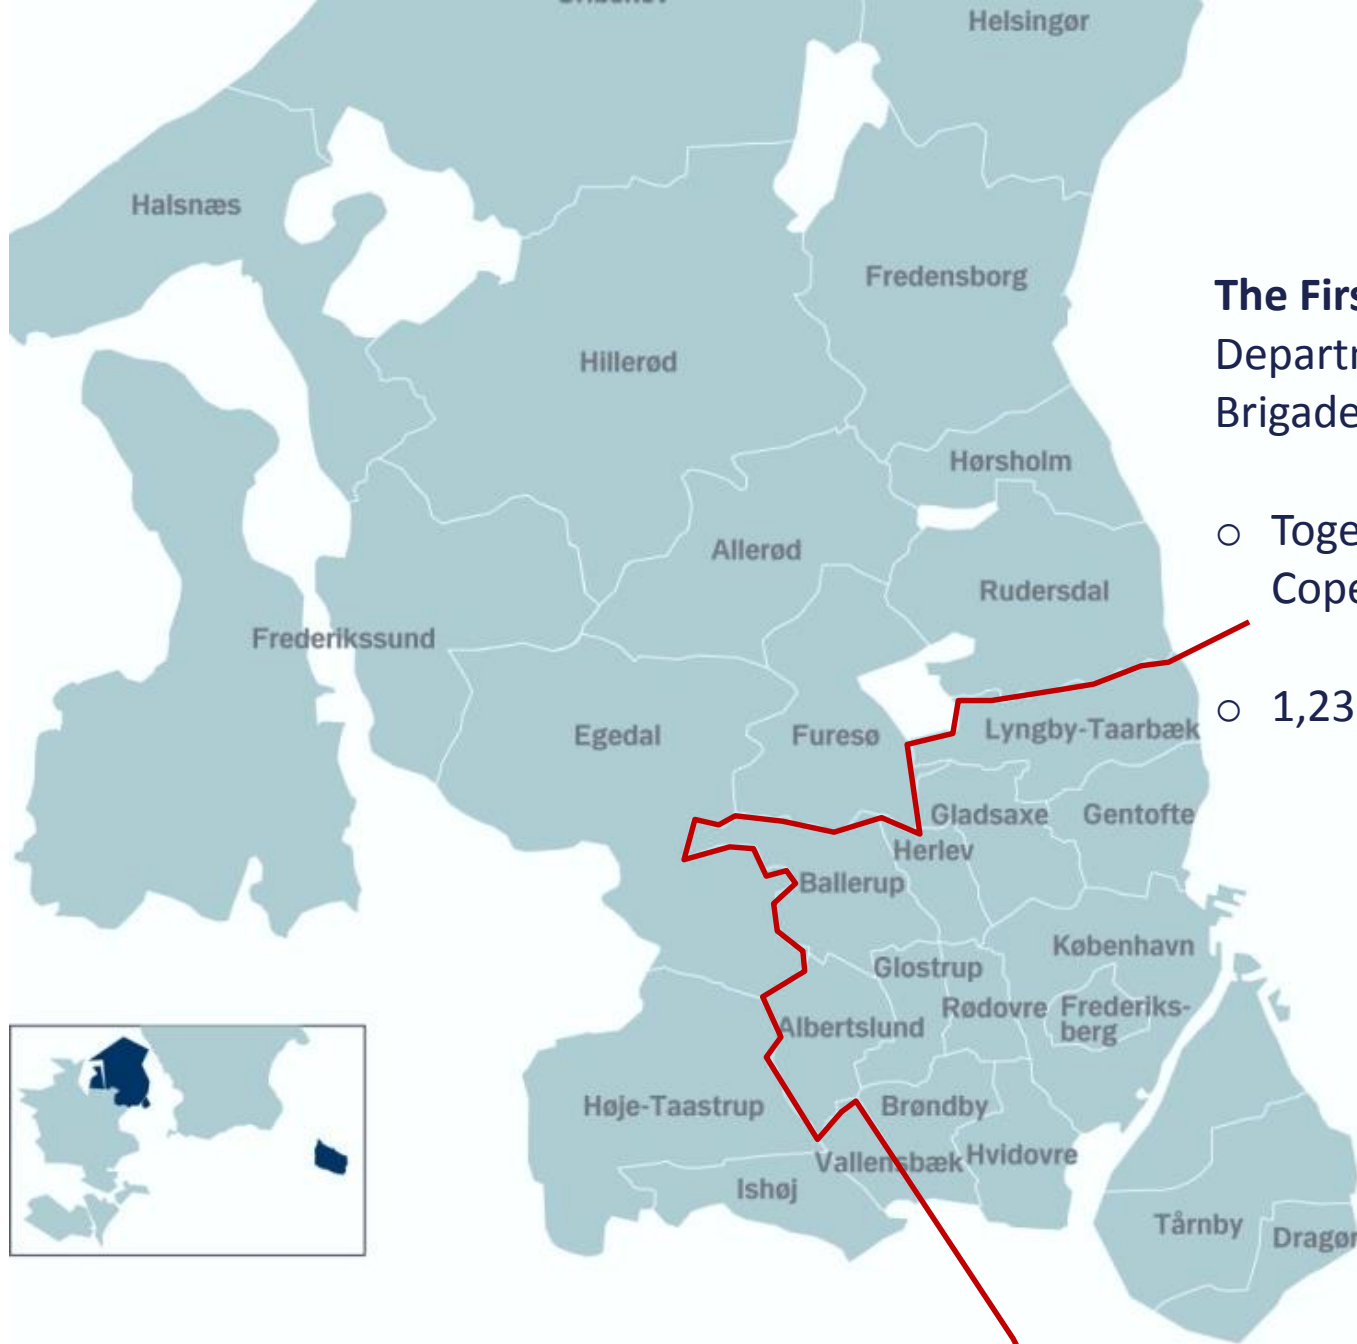 Helsingør
Halsnæs
Fredensborg
The Firs
Departm
Brigade
Hillerød
Hørsholm
○ Toge
Cope
Allerød
Rudersdal
Frederikssund
○ 1,23
Egedal
Furesø
Lyngby-Taarbæk
Gladsaxe
Gentofte
Herlev
Ballerup
København
Glostrup
Rødovre
Frederiks-
berg
Albertslund
Høje-Taastrup
Brøndby
Vallensbæk
Hvidovre
Ishøj
Tårnby
Dragør